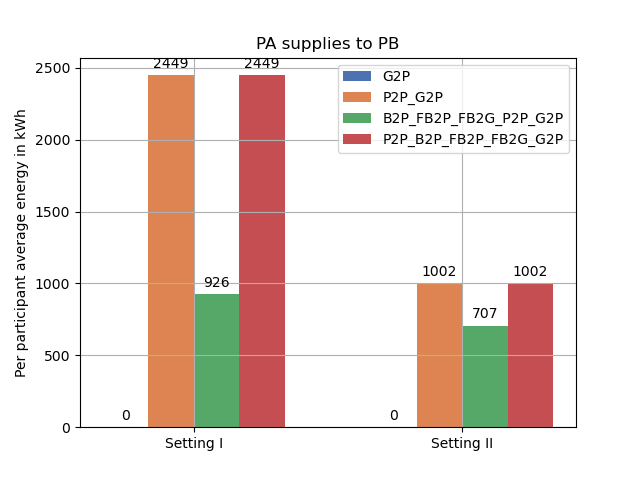 PA supplies to PB
Per participant average energy in kWh
2500
2000
1500
1000
500
0
2449
2449
926
0
1002
1002
707
0
G2P
P2P_G2P
B2P_FB2P_FB2G_P2P_G2P
P2P_B2P_FB2P_FB2G_G2P
Setting I
Setting II